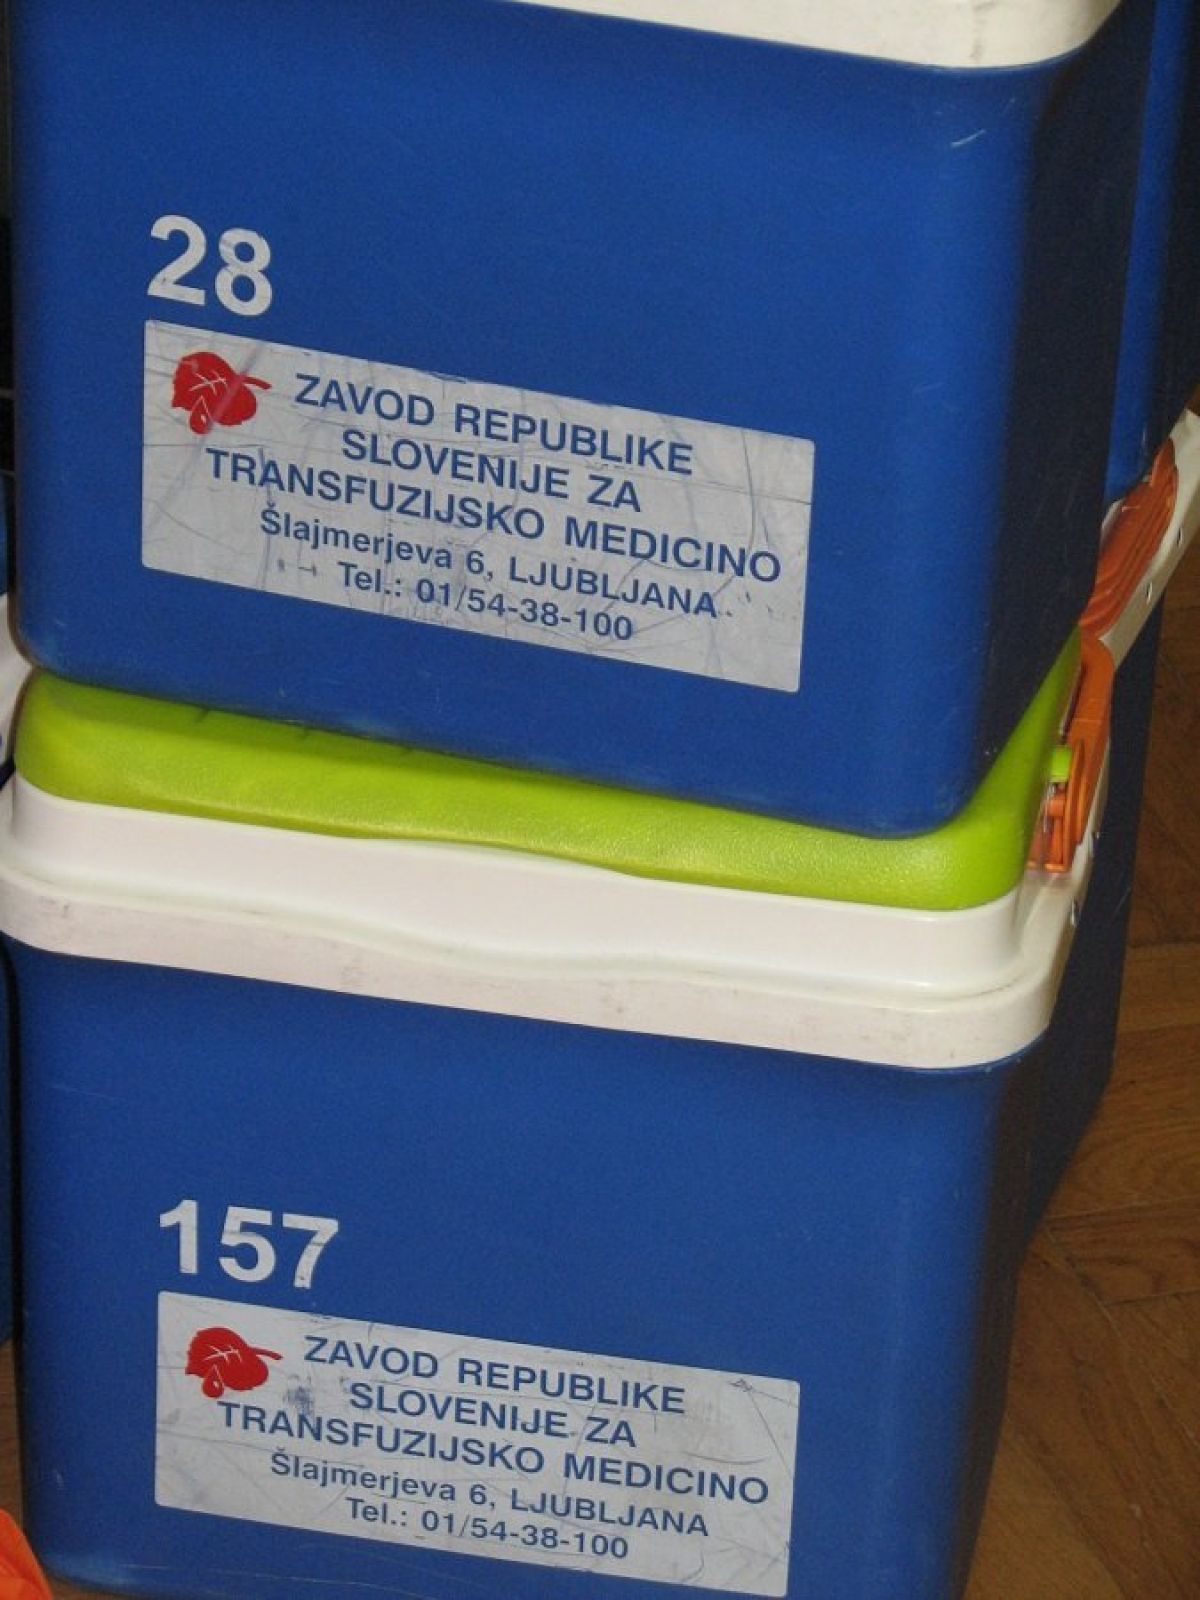 28
ZAVOD REPUBLIKE
SLOVENIJE ZA
TRANSFUZIJSKO MEDICINO
Šlajmerjeva 6, LJUBLJANA
Tel.: 01/54-38-100
157
ZAVOD REPUBLIKE
SLOVENIJE ZA
TRANSFUZIJSKO MEDICINO
Šlajmerjeva 6, LJUBLJANA
Tel.: 01/54-38-100